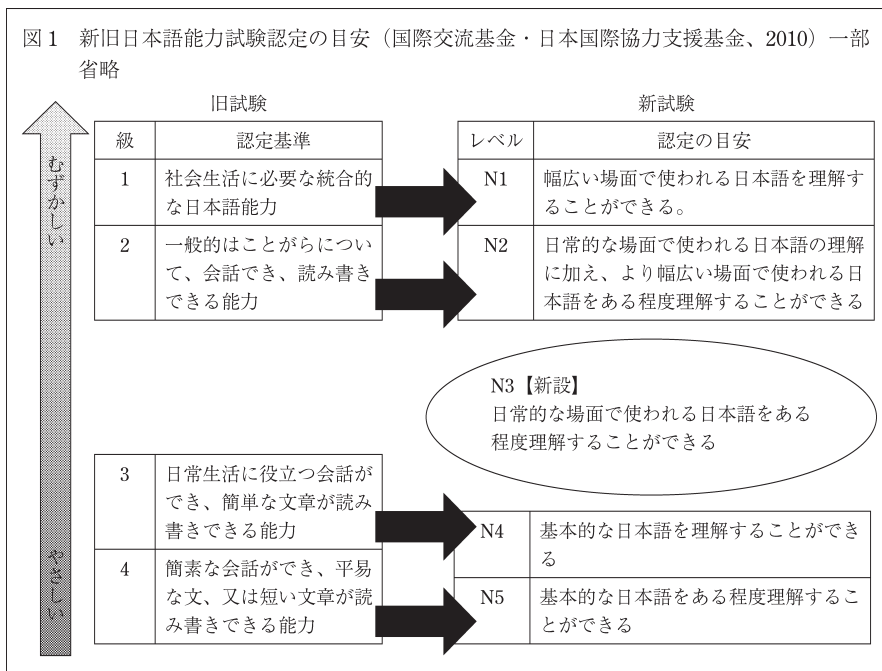 図1 新旧日本語能力試験認定の目安（国際交流基金・日本国際協力支援基金、2010）一部
省略
むずかしい
やさしい
旧試験
級 認定基準
1 社会生活に必要な統合的
な日本語能力
2 一般的はことがらについ
て、会話でき、読み書き
できる能力
3 日常生活に役立つ会話が
でき、簡単な文章が読み
書きできる能力
4 簡素な会話ができ、平易
な文、又は短い文章が読
み書きできる能力
新試験
レベル 認定の目安
N1 幅広い場面で使われる日本語を理解す
ることができる。
N2 日常的な場面で使われる日本語の理解
に加え、より幅広い場面で使われる日
本語をある程度理解することができる
N3【新設】
日常的な場面で使われる日本語をある
程度理解することができる
N4 基本的な日本語を理解することができ
る
N5 基本的な日本語をある程度理解するこ
とができる